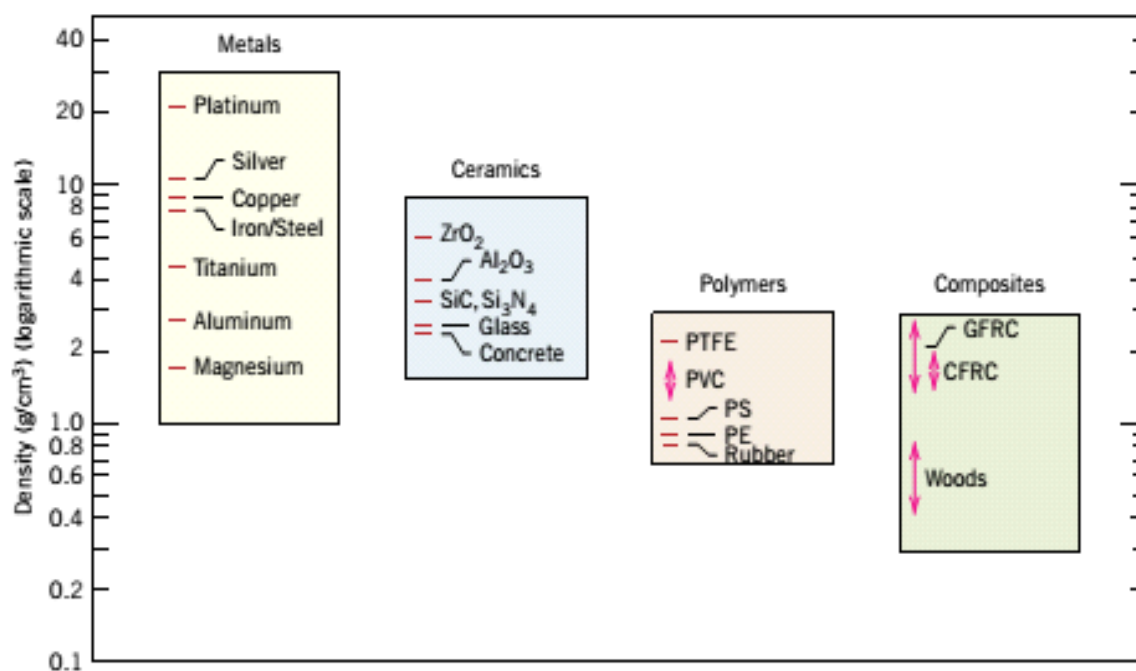 Density (g/cm³) (logarithmic scale)
40
20
10
8
6
4
2
1.0
0.8
0.6
0.4
0.2
0.1
Metals
Platinum
Silver
Copper
Iron/Steel
Titanium
Aluminum
Magnesium
Ceramics
ZrO₂
Al₂O₃
SiC, Si₃N₄
Glass
Concrete
Polymers
PTFE
PVC
PS
PE
Rubber
Composites
GFRC
CFRC
Woods